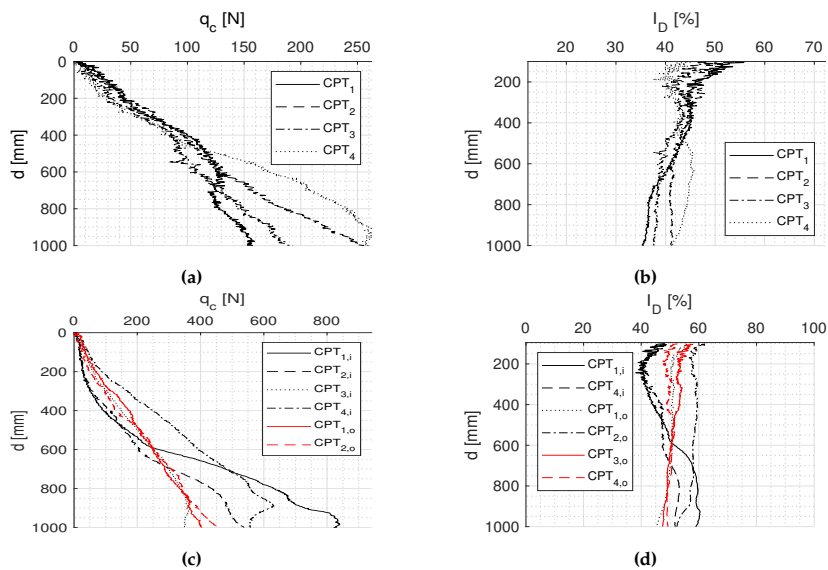 q_c [N]
0 50 100 150 200 250
d [mm]
0
200
400
600
800
1000
CPT_1
CPT_2
CPT_3
CPT_4
(a)
I_D [%]
20 30 40 50 60 70
d [mm]
200
400
600
800
1000
CPT_1
CPT_2
CPT_3
CPT_4
(b)
q_c [N]
0 200 400 600 800
d [mm]
0
200
400
600
800
1000
CPT_1,i
CPT_2,i
CPT_3,i
CPT_4,i
CPT_1,o
CPT_2,o
(c)
I_D [%]
0 20 40 60 80 100
d [mm]
200
400
600
800
1000
CPT_1,i
CPT_4,i
CPT_1,o
CPT_2,o
CPT_3,o
CPT_4,o
(d)